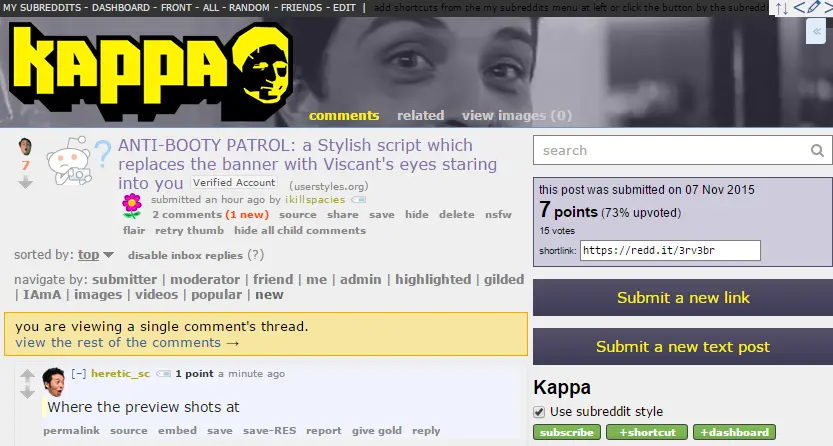 MY SUBREDDITS - DASHBOARD - FRONT - ALL - RANDOM - FRIENDS - EDIT | add shortcuts from the my subreddits menu at left or click the button by the subreddi
KAPPA
comments related view images (0)
«
7
ANTI-BOOTY PATROL: a Stylish script which
replaces the banner with Viscant's eyes staring
into you Verified Account (userstyles.org)
submitted an hour ago by ikillspacies
2 comments (1 new) source share save hide delete nsfw
flair retry thumb hide all child comments
sorted by: top disable inbox replies (?)
navigate by: submitter | moderator | friend | me | admin | highlighted | gilded
| IAmA | images | videos | popular | new
you are viewing a single comment's thread.
view the rest of the comments →
[–] heretic_sc 1 point a minute ago
Where the preview shots at
permalink source embed save save-RES report give gold reply
search
this post was submitted on 07 Nov 2015
7 points (73% upvoted)
15 votes
shortlink: https://redd.it/3rv3br
Submit a new link
Submit a new text post
Kappa
Use subreddit style
subscribe +shortcut +dashboard